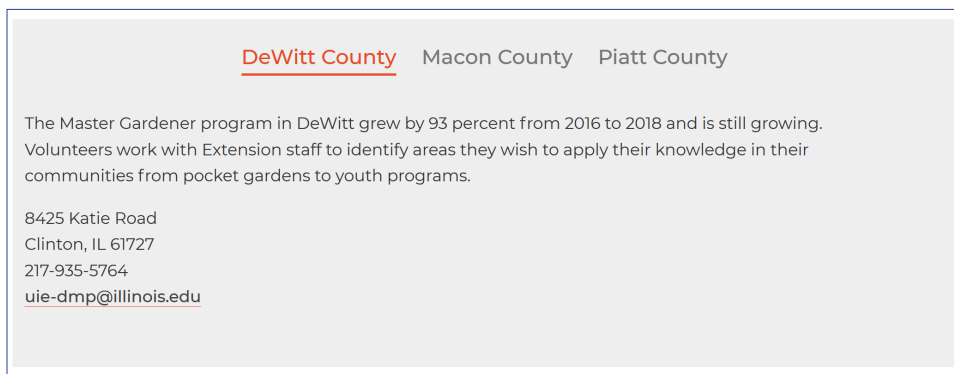 DeWitt County Macon County Piatt County
The Master Gardener program in DeWitt grew by 93 percent from 2016 to 2018 and is still growing.
Volunteers work with Extension staff to identify areas they wish to apply their knowledge in their
communities from pocket gardens to youth programs.
8425 Katie Road
Clinton, IL 61727
217-935-5764
uie-dmp@illinois.edu